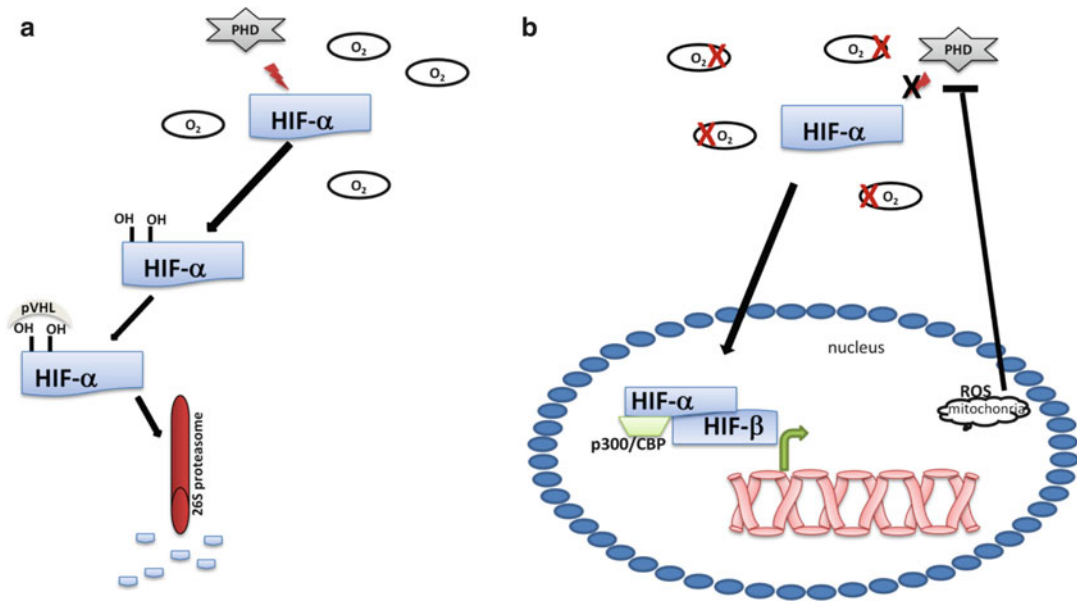 a
PHD
O2
O2
O2
HIF-α
O2
OH OH
HIF-α
pVHL
OH OH
HIF-α
26S proteasome
b
O2
O2
PHD
X
HIF-α
O2
O2
nucleus
ROS
mitochonria
HIF-α
HIF-β
p300/CBP